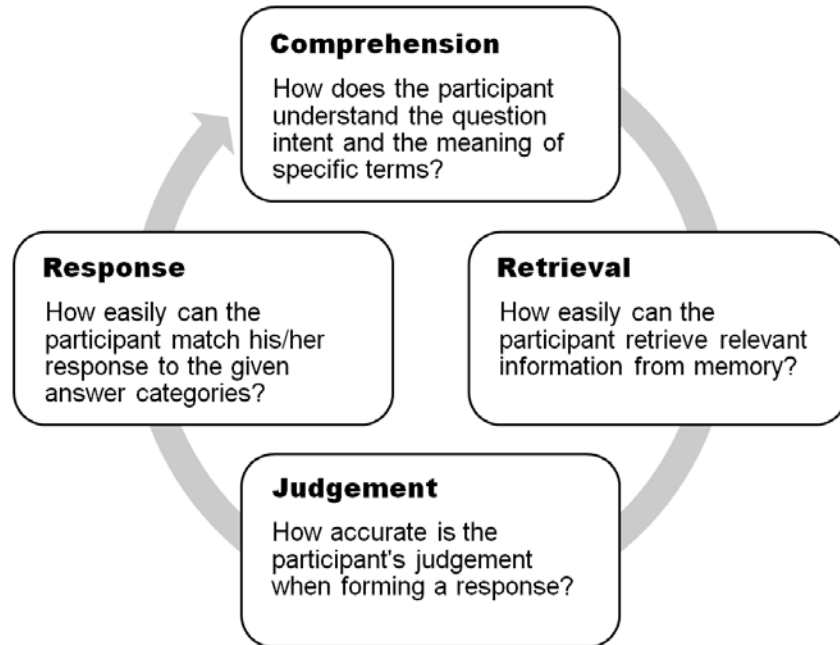 Comprehension
How does the participant
understand the question
intent and the meaning of
specific terms?
Response
How easily can the
participant match his/her
response to the given
answer categories?
Retrieval
How easily can the
participant retrieve relevant
information from memory?
Judgement
How accurate is the
participant's judgement
when forming a response?